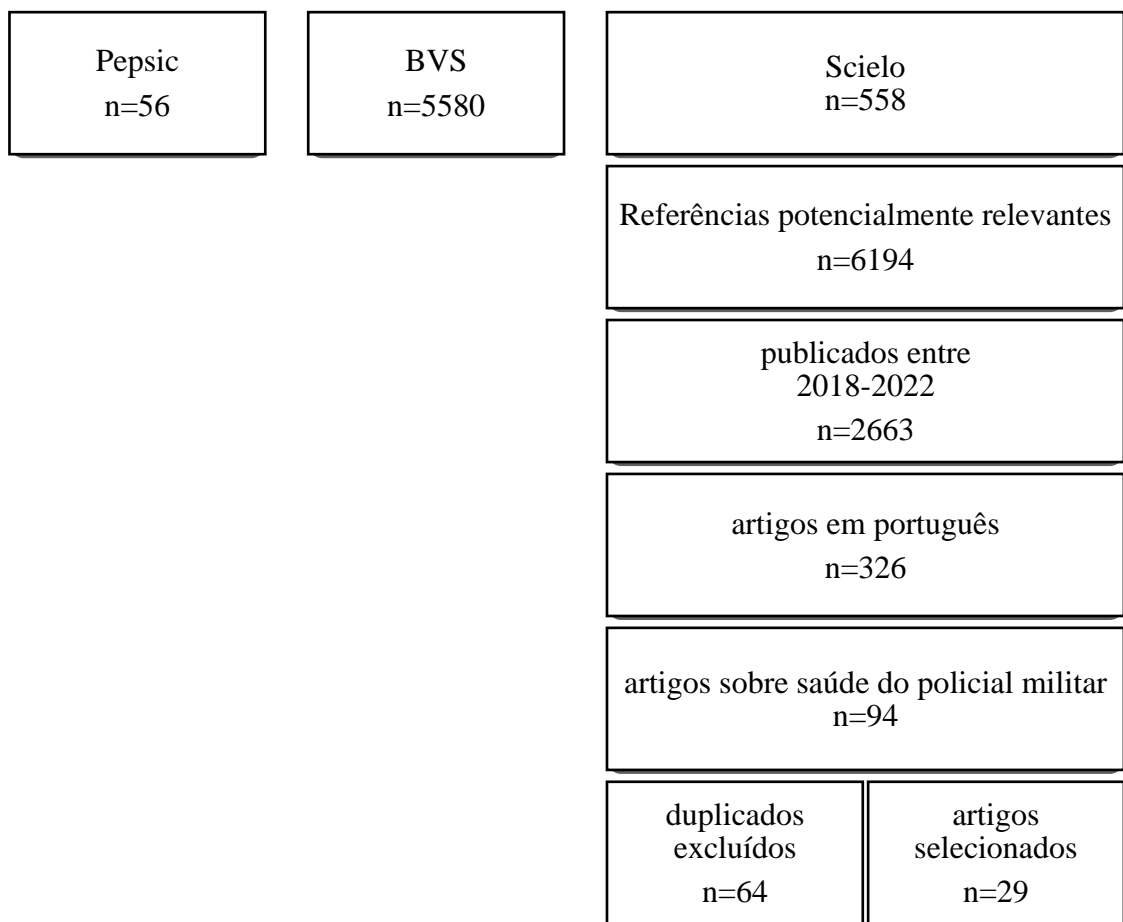 Pepsic
n=56
BVS
n=5580
Scielo
n=558
Referências potencialmente relevantes
n=6194
publicados entre
2018-2022
n=2663
artigos em português
n=326
artigos sobre saúde do policial militar
n=94
duplicados
excluídos
n=64
artigos
selecionados
n=29